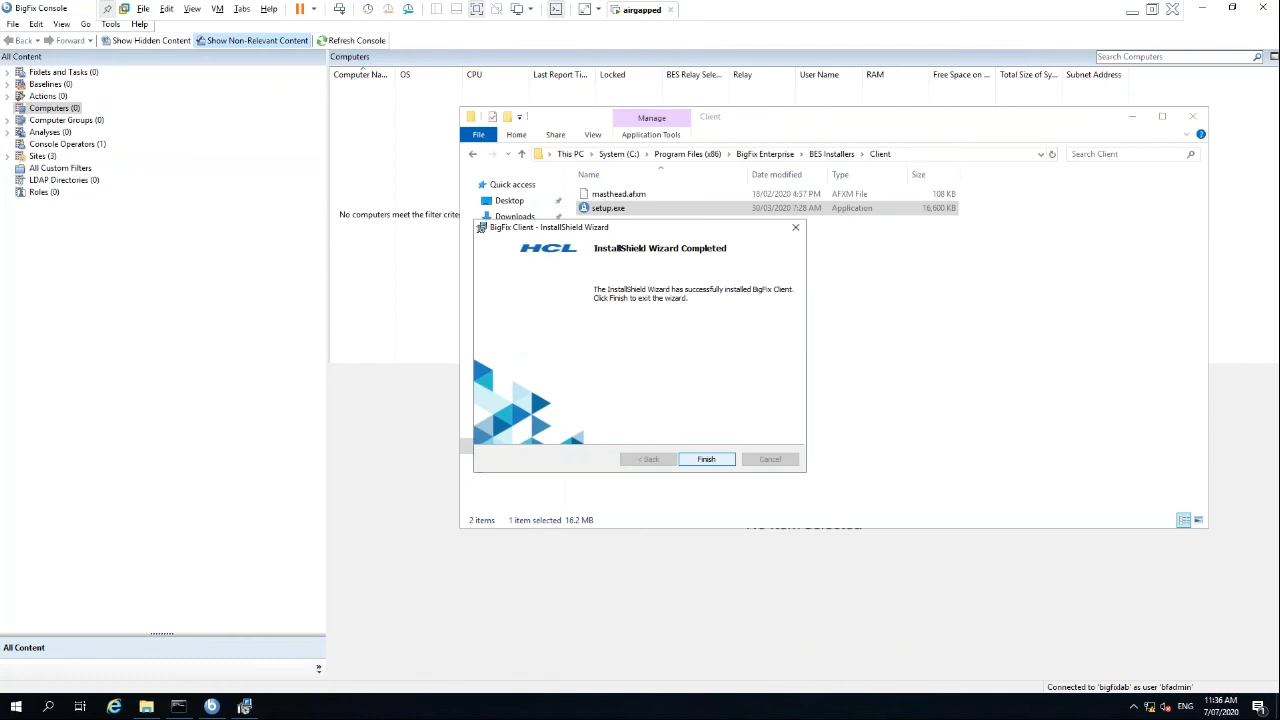 BigFix Console
File Edit View VM Tabs Help
airgapped
File Edit View Go Tools Help
Back Forward Show Hidden Content Show Non-Relevant Content Refresh Console
All Content
Computers
Search Computers
Fixlets and Tasks (0)
Baselines (0)
Actions (0)
Computers (0)
Computer Groups (0)
Analyses (0)
Console Operators (1)
Sites (3)
All Custom Filters
LDAP Directories (0)
Roles (0)
Computer Na... OS CPU Last Report Ti... Locked BES Relay Sele... Relay User Name RAM Free Space on ... Total Size of Sy... Subnet Address
No computers meet the filter crite
Manage Client
File Home Share View Application Tools
This PC System (C:) Program Files (x86) BigFix Enterprise BES Installers Client
Search Client
Name Date modified Type Size
Quick access
Desktop
Downloads
masthead.afxm 18/02/2020 4:57 PM AFXM File 108 KB
setup.exe 30/03/2020 7:28 AM Application 16,600 KB
BigFix Client - InstallShield Wizard
HCL
InstallShield Wizard Completed
The InstallShield Wizard has successfully installed BigFix Client.
Click Finish to exit the wizard.
< Back Finish Cancel
2 items 1 item selected 16.2 MB
All Content
Connected to 'bigfixlab' as user 'bfadmin'
ENG
11:36 AM
7/07/2020